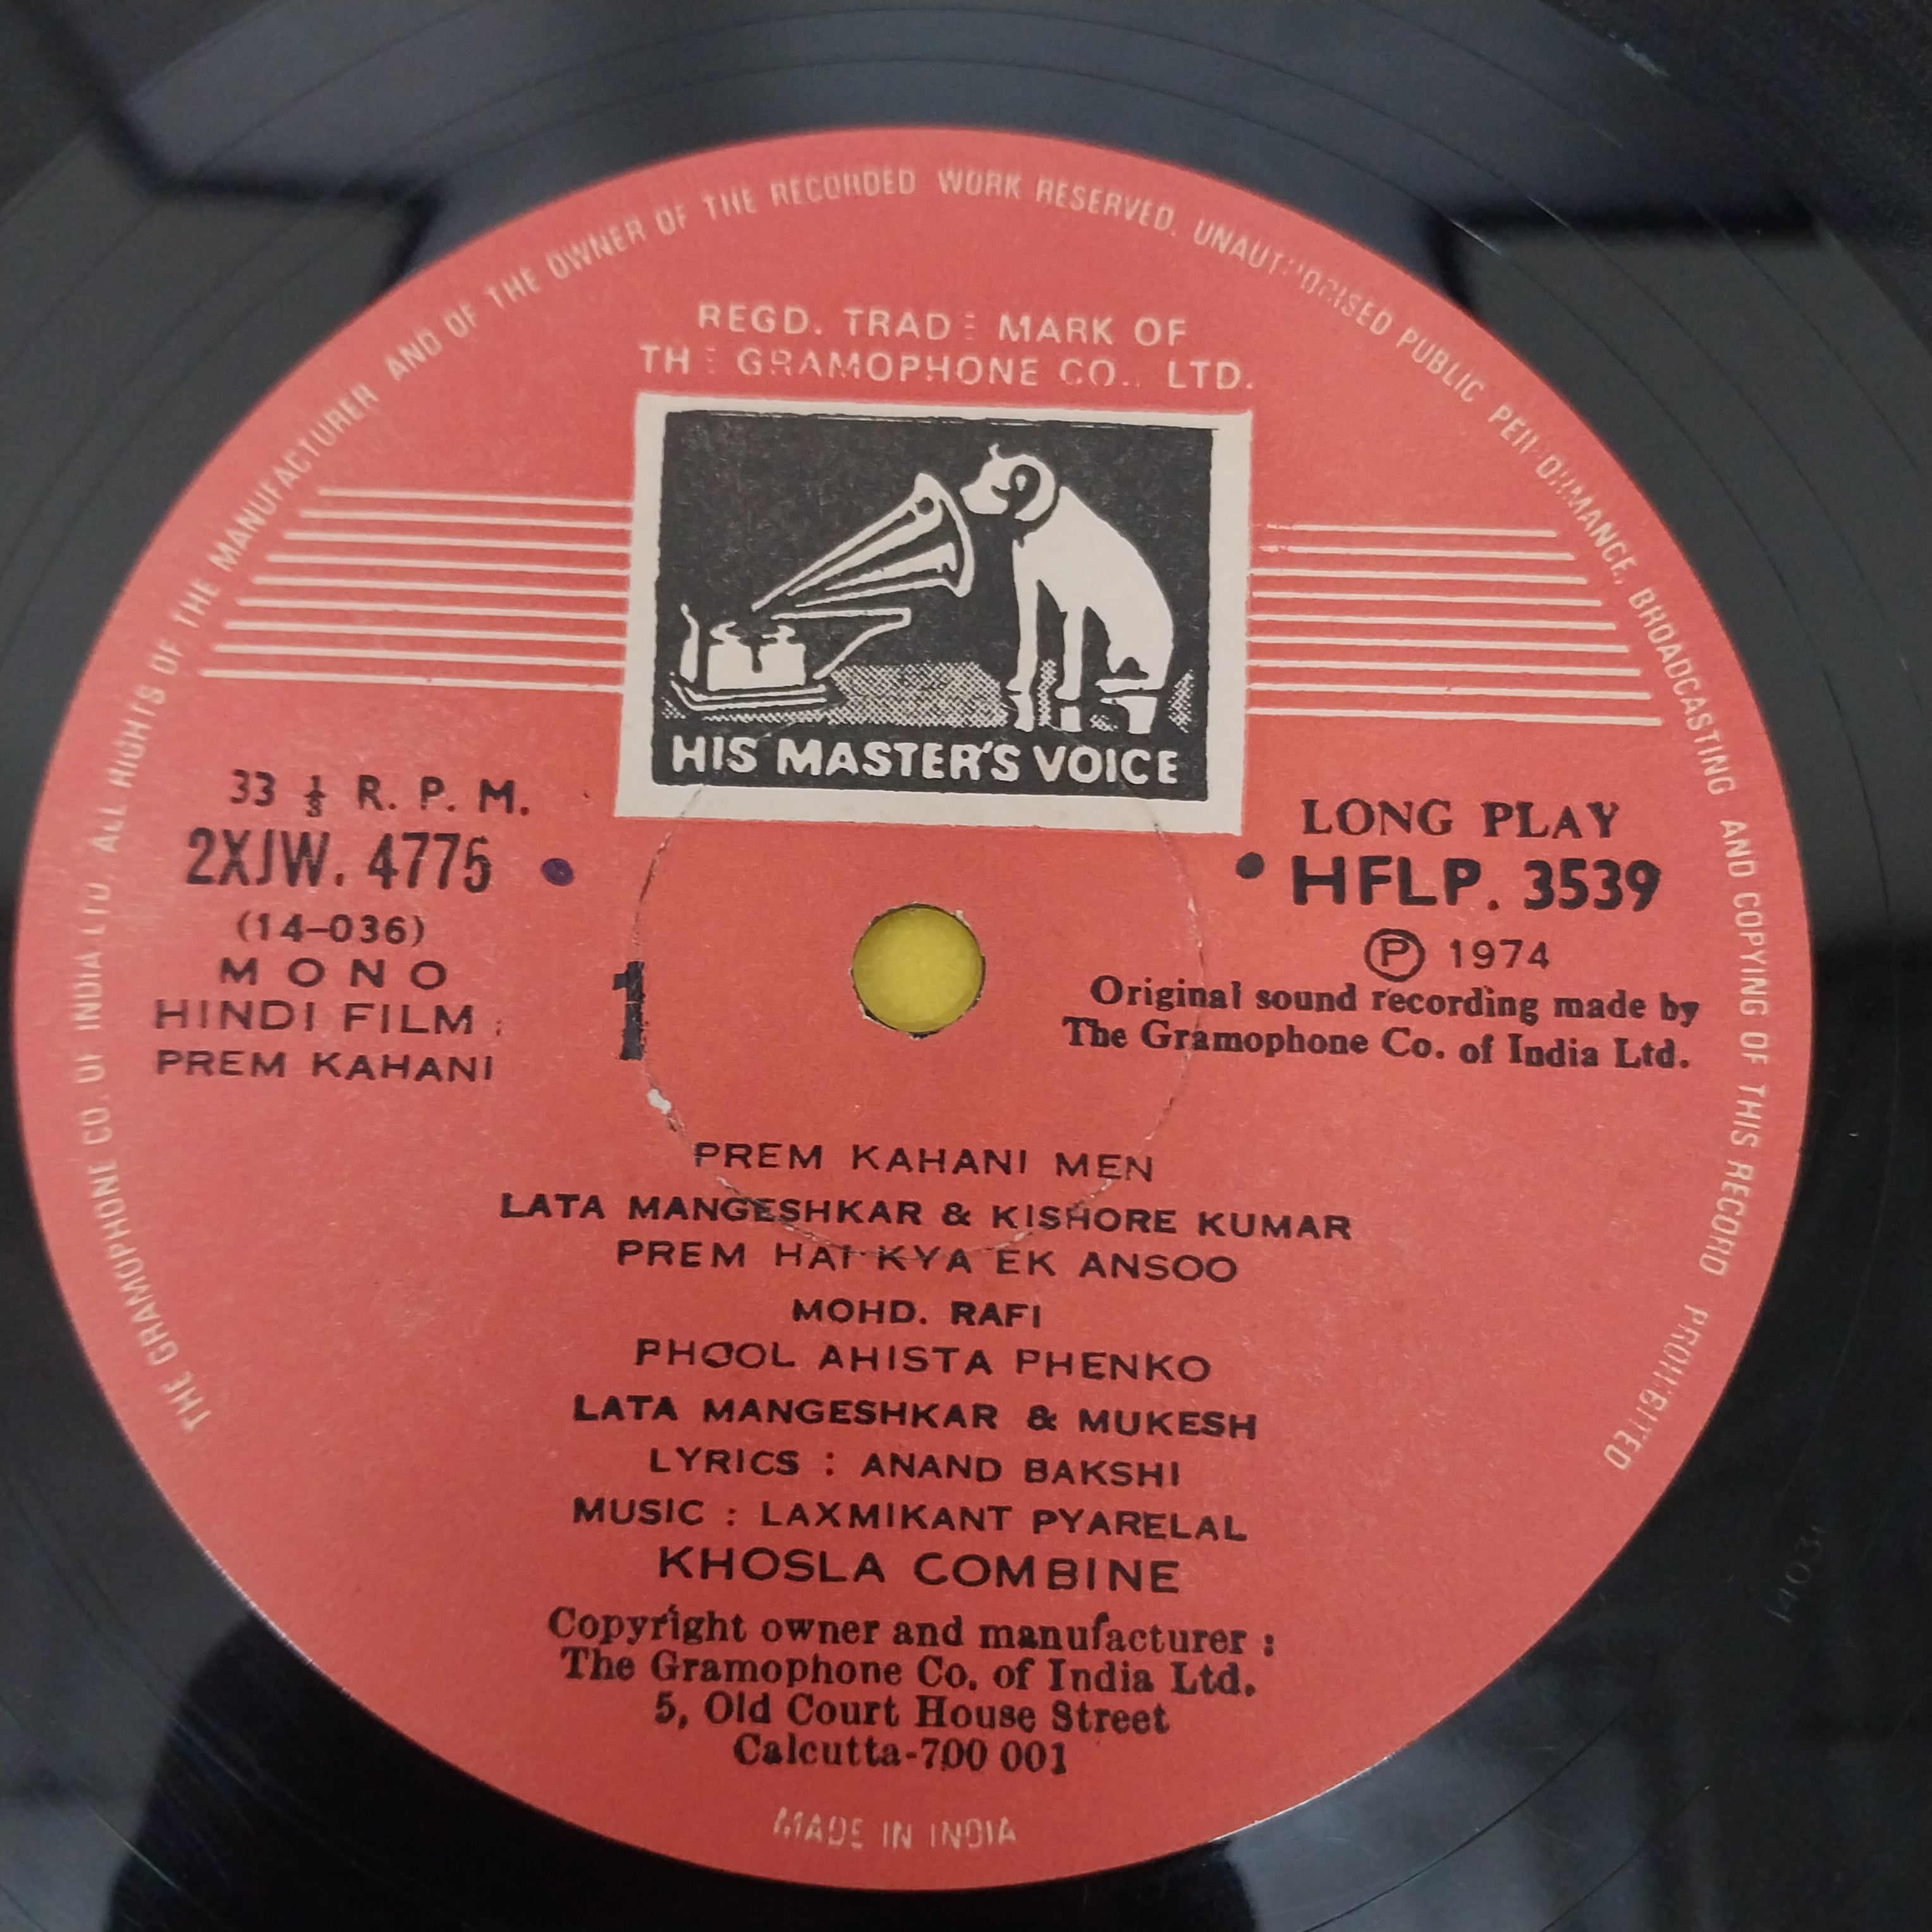 THE GRAMOPHONE CO. OF INDIA LTD. ALL RIGHTS OF THE MANUFACTURER AND OF THE OWNER OF THE RECORDED WORK RESERVED. UNAUTHORISED PUBLIC PERFORMANCE, BROADCASTING AND COPYING OF THIS RECORD PROHIBITED
REGD. TRADE MARK OF
THE GRAMOPHONE CO., LTD.
HIS MASTER'S VOICE
33 ⅓ R. P. M.
2XJW. 4775
(14-036)
MONO
HINDI FILM :
PREM KAHANI
1
LONG PLAY
HFLP. 3539
Ⓟ 1974
Original sound recording made by
The Gramophone Co. of India Ltd.
PREM KAHANI MEN
LATA MANGESHKAR & KISHORE KUMAR
PREM HAI KYA EK ANSOO
MOHD. RAFI
PHOOL AHISTA PHENKO
LATA MANGESHKAR & MUKESH
LYRICS : ANAND BAKSHI
MUSIC : LAXMIKANT PYARELAL
KHOSLA COMBINE
Copyright owner and manufacturer :
The Gramophone Co. of India Ltd.
5, Old Court House Street
Calcutta-700 001
MADE IN INDIA